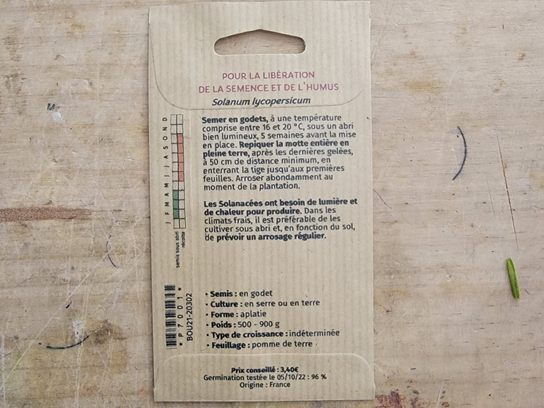 POUR LA LIBÉRATION
DE LA SEMENCE ET DE L'HUMUS
Solanum lycopersicum
Semer en godets, à une température
comprise entre 16 et 20 °C, sous un abri
bien lumineux, 5 semaines avant la mise
en place. Repiquer la motte entière en
pleine terre, après les dernières gelées,
à 50 cm de distance minimum, en
enterrant la tige jusqu'aux premières
feuilles. Arroser abondamment au
moment de la plantation.
Les Solanacées ont besoin de lumière et
de chaleur pour produire. Dans les
climats frais, il est préférable de les
cultiver sous abri et, en fonction du sol,
de prévoir un arrosage régulier.
J F M A M J J A S O N D
semis sous abri
récolte
*7001*
BOU21-20302
• Semis : en godet
• Culture : en serre ou en terre
• Forme : aplatie
• Poids : 500 - 900 g
• Type de croissance : indéterminée
• Feuillage : pomme de terre
Prix conseillé : 3,40€
Germination testée le 05/10/22 : 96 %
Origine : France